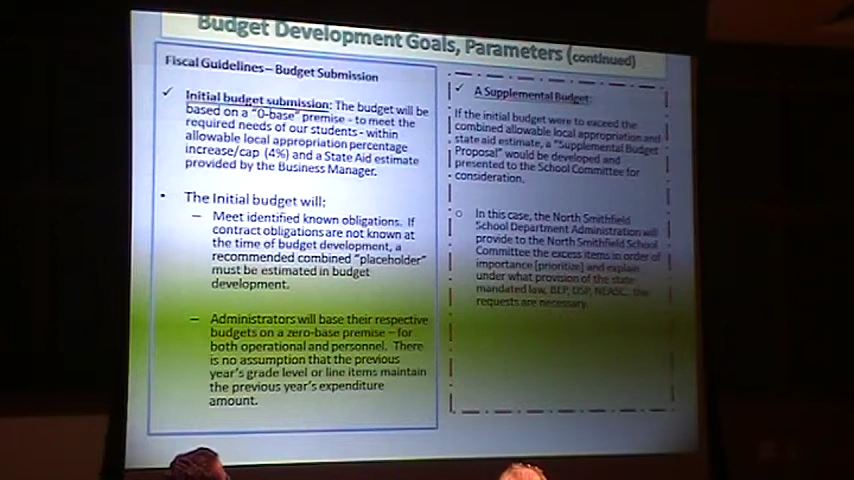 Budget Development Goals, Parameters (continued)
Fiscal Guidelines – Budget Submission
✓ Initial budget submission: The budget will be
based on a "0-base" premise - to meet the
required needs of our students - within
allowable local appropriation percentage
increase/cap (4%) and a State Aid estimate
provided by the Business Manager.
• The Initial budget will:
– Meet identified known obligations. If
contract obligations are not known at
the time of budget development, a
recommended combined "placeholder"
must be estimated in budget
development.
– Administrators will base their respective
budgets on a zero-base premise – for
both operational and personnel. There
is no assumption that the previous
year's grade level or line items maintain
the previous year's expenditure
amount.
✓ A Supplemental Budget:
If the initial budget were to exceed the
combined allowable local appropriation and
state aid estimate, a "Supplemental Budget
Proposal" would be developed and
presented to the School Committee for
consideration.
o In this case, the North Smithfield
School Department Administration will
provide to the North Smithfield School
Committee the excess items in order of
importance [prioritize] and explain
under what provision of the state
mandated law, BEP, DSP, NEASC, the
requests are necessary.